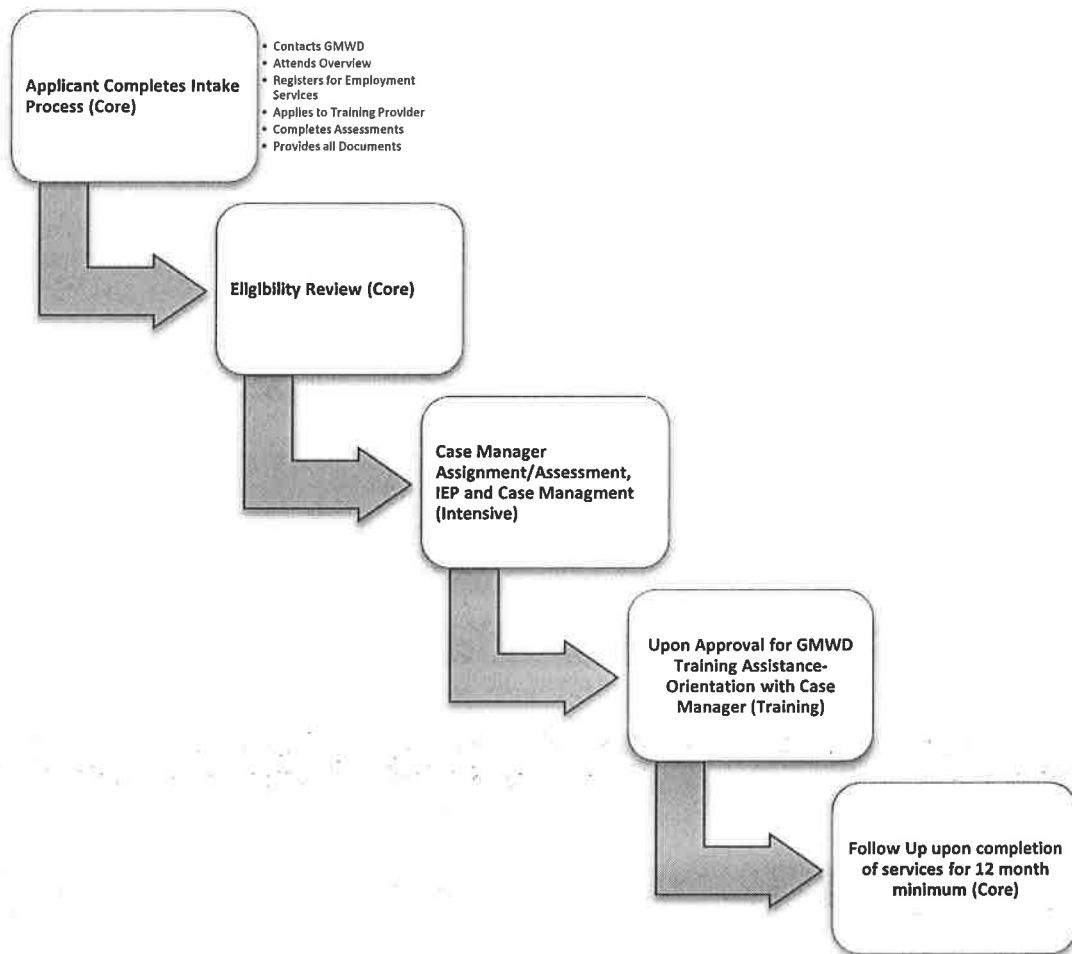 Applicant Completes Intake
Process (Core)
• Contacts GMWD
• Attends Overview
• Registers for Employment
Services
• Applies to Training Provider
• Completes Assessments
• Provides all Documents
Eligibility Review (Core)
Case Manager
Assignment/Assessment,
IEP and Case Managment
(Intensive)
Upon Approval for GMWD
Training Assistance-
Orientation with Case
Manager (Training)
Follow Up upon completion
of services for 12 month
minimum (Core)